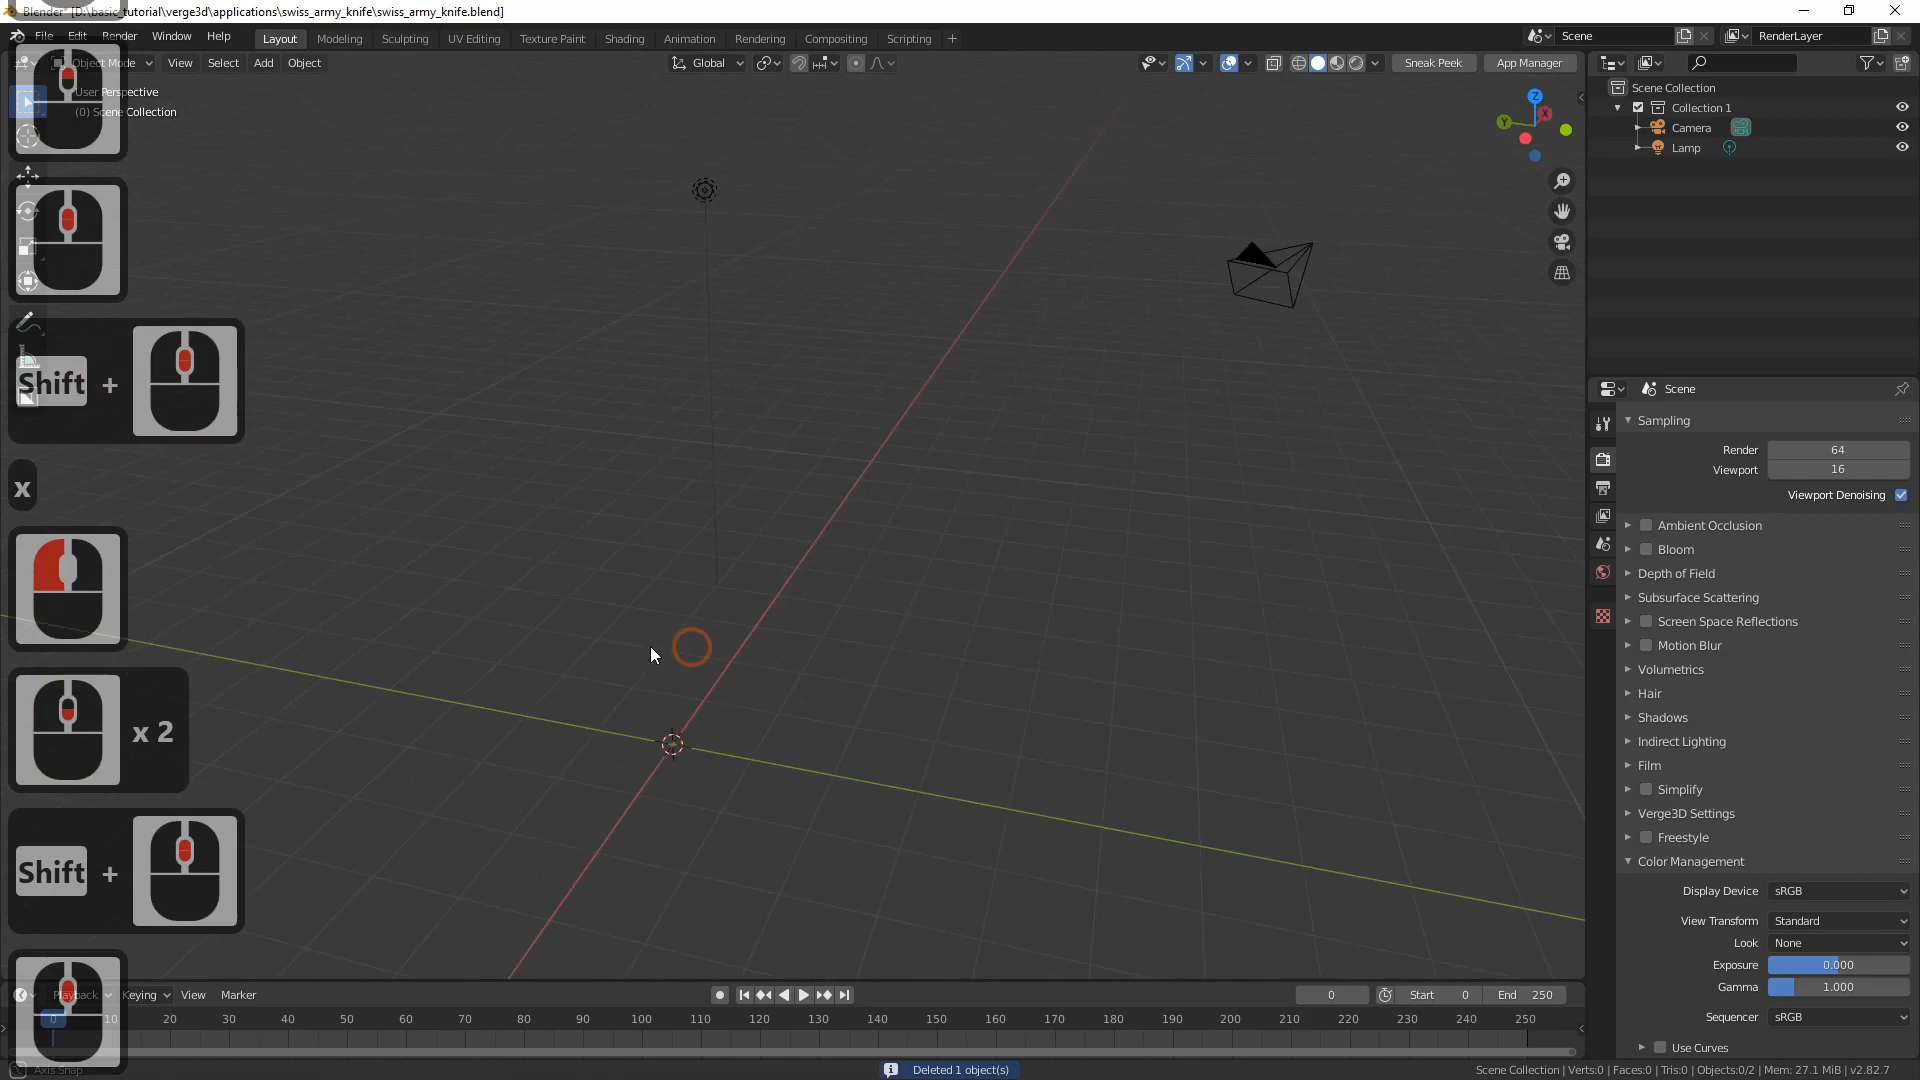 Blender* [D:\basic_tutorial\verge3d\applications\swiss_army_knife\swiss_army_knife.blend]
File Edit Render Window Help Layout Modeling Sculpting UV Editing Texture Paint Shading Animation Rendering Compositing Scripting + Scene RenderLayer
Object Mode View Select Add Object Global Sneak Peek App Manager
User Perspective
(0) Scene Collection
Z
Y
X
Scene Collection
Collection 1
Camera
Lamp
Shift +
x
x 2
Shift +
Scene
Sampling
Render 64
Viewport 16
Viewport Denoising
Ambient Occlusion
Bloom
Depth of Field
Subsurface Scattering
Screen Space Reflections
Motion Blur
Volumetrics
Hair
Shadows
Indirect Lighting
Film
Simplify
Verge3D Settings
Freestyle
Color Management
Display Device sRGB
View Transform Standard
Look None
Exposure 0.000
Gamma 1.000
Sequencer sRGB
Use Curves
Playback Keying View Marker 0 Start 0 End 250
0 10 20 30 40 50 60 70 80 90 100 110 120 130 140 150 160 170 180 190 200 210 220 230 240 250
Axis Snap
Deleted 1 object(s)
Scene Collection | Verts:0 | Faces:0 | Tris:0 | Objects:0/2 | Mem: 27.1 MiB | v2.82.7